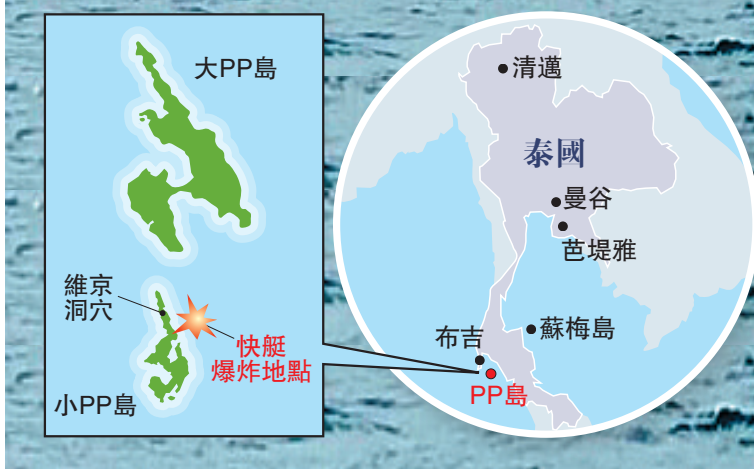 大PP島
維京
洞穴
快艇
爆炸地點
小PP島
清邁
泰國
曼谷
芭堤雅
蘇梅島
布吉
PP島